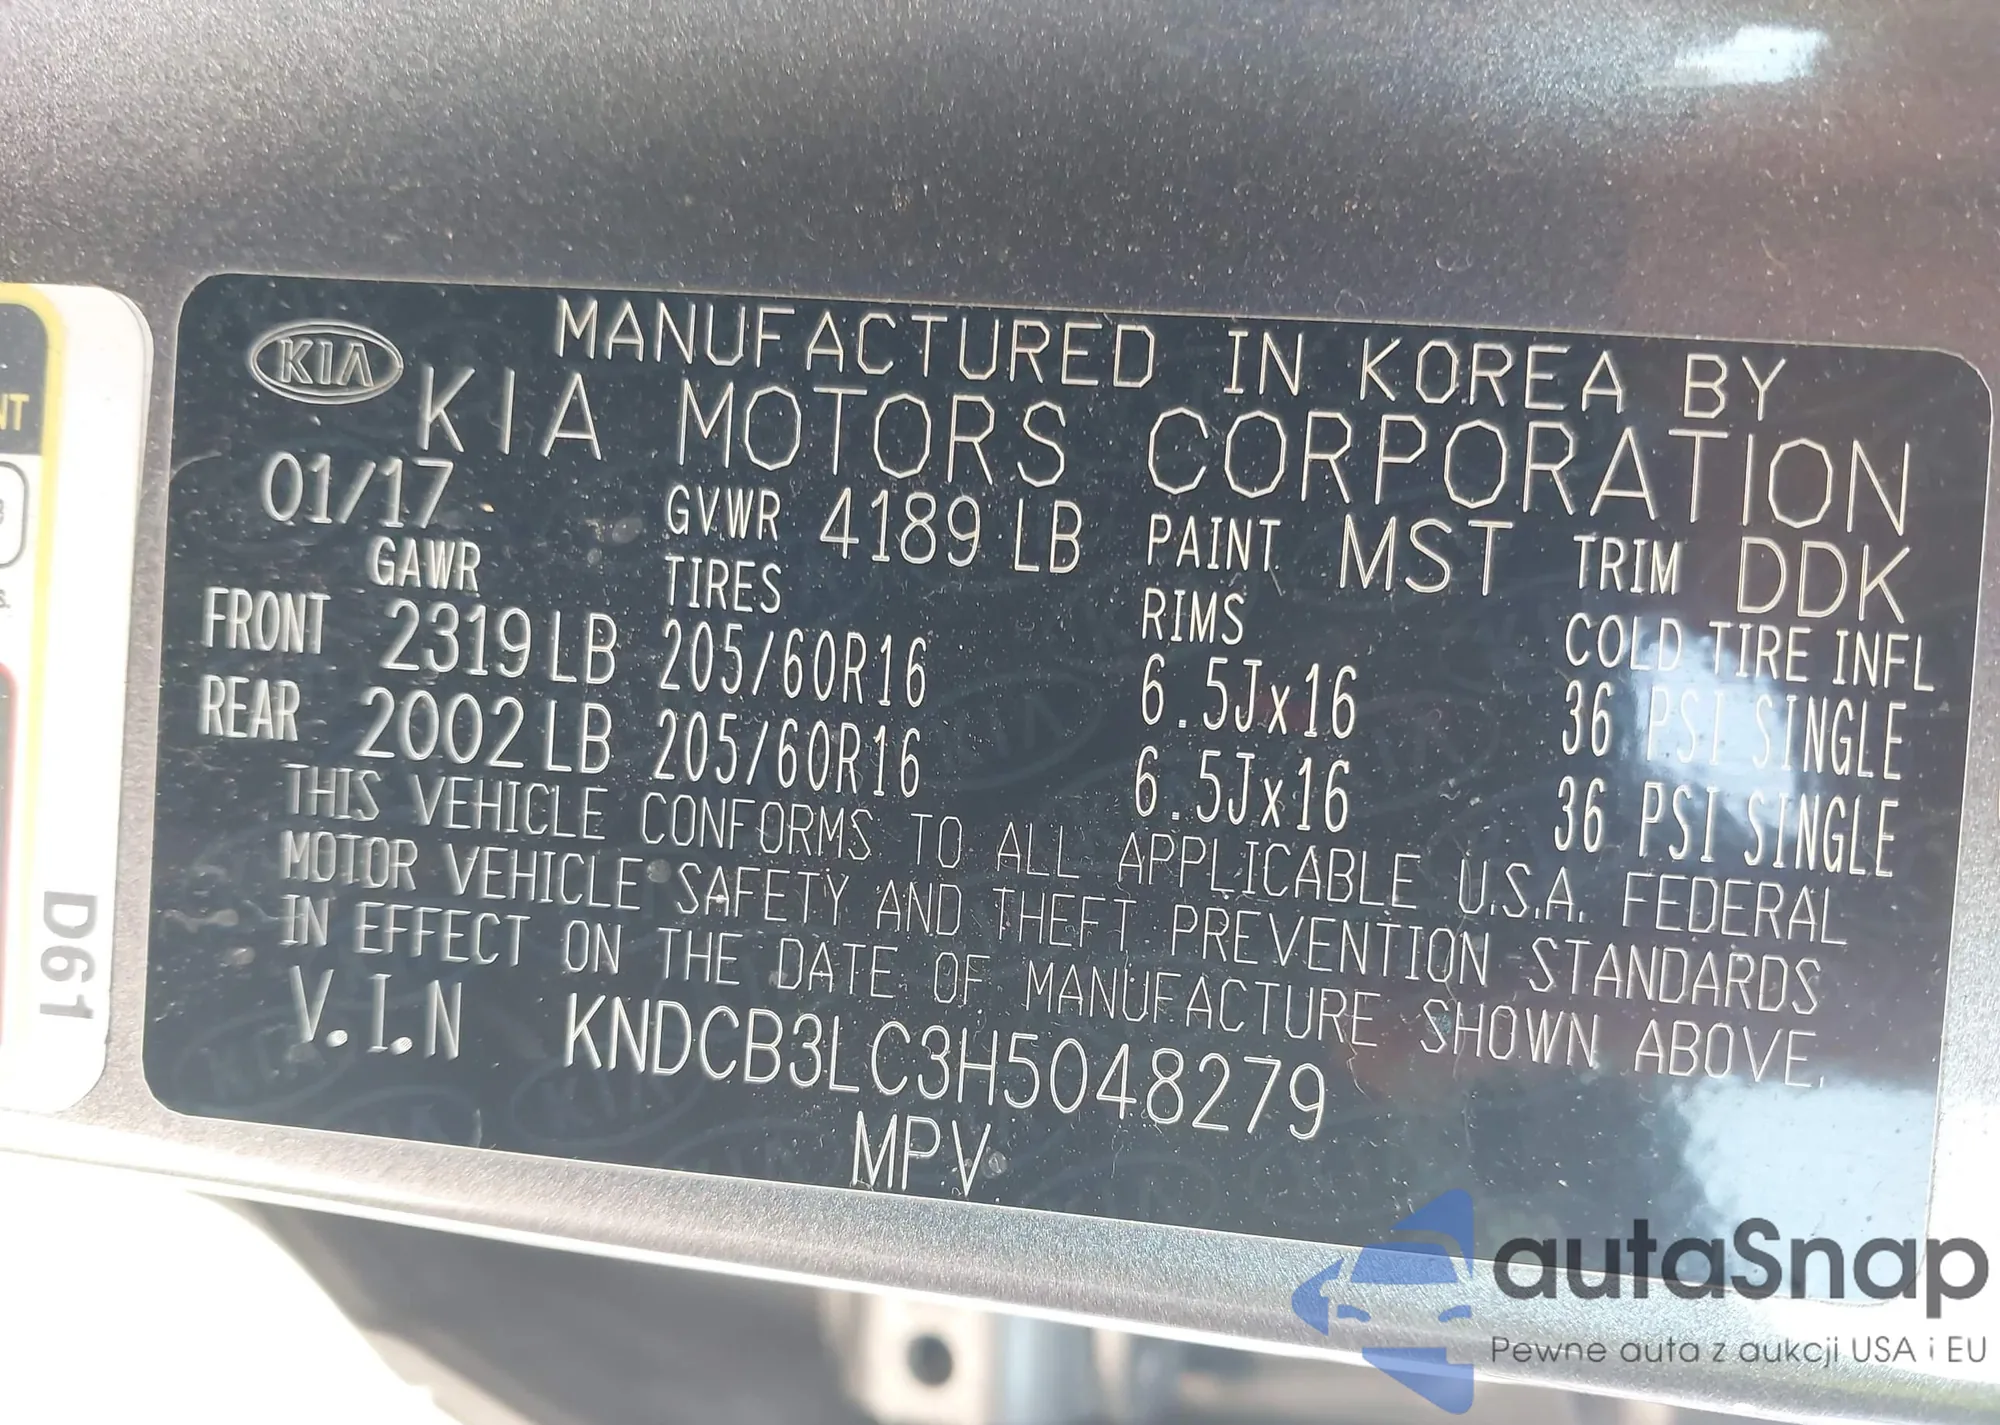 MANUFACTURED IN KOREA BY
KIA KIA MOTORS CORPORATION
01/17 GVWR 4189 LB PAINT MST TRIM DDK
GAWR TIRES RIMS COLD TIRE INFL
FRONT 2319 LB 205/60R16 6.5Jx16 36 PSI SINGLE
REAR 2002 LB 205/60R16 6.5Jx16 36 PSI SINGLE
THIS VEHICLE CONFORMS TO ALL APPLICABLE U.S.A. FEDERAL
MOTOR VEHICLE SAFETY AND THEFT PREVENTION STANDARDS
IN EFFECT ON THE DATE OF MANUFACTURE SHOWN ABOVE.
V.I.N KNDCB3LC3H5048279
MPV
D61
autaSnap
Pewne auta z aukcji USA i EU